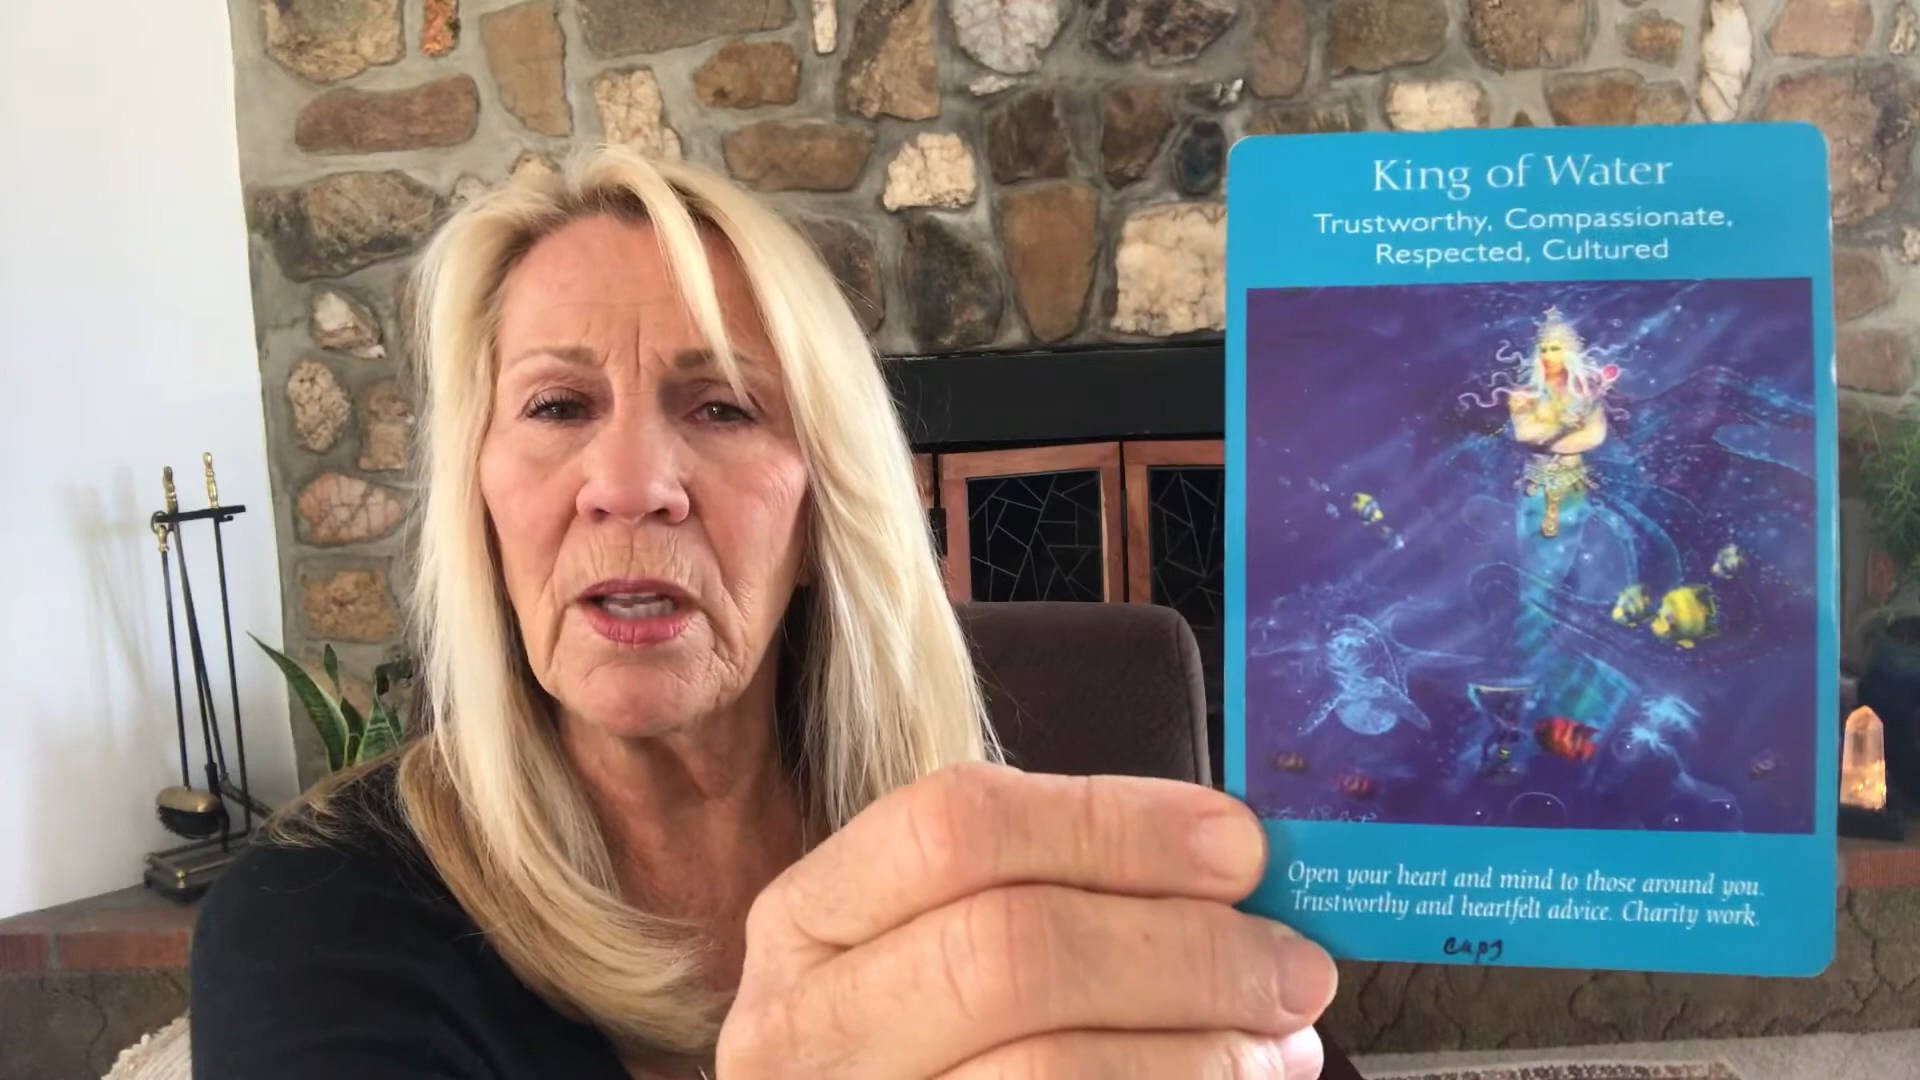 King of Water
Trustworthy, Compassionate,
Respected, Cultured
Open your heart and mind to those around you.
Trustworthy and heartfelt advice. Charity work.
cups